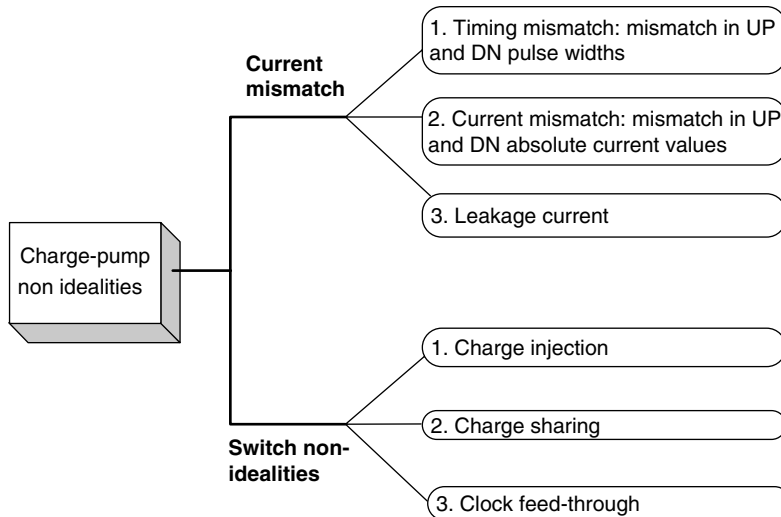 Charge-pump
non idealities
Current
mismatch
1. Timing mismatch: mismatch in UP
and DN pulse widths
2. Current mismatch: mismatch in UP
and DN absolute current values
3. Leakage current
Switch non-
idealities
1. Charge injection
2. Charge sharing
3. Clock feed-through